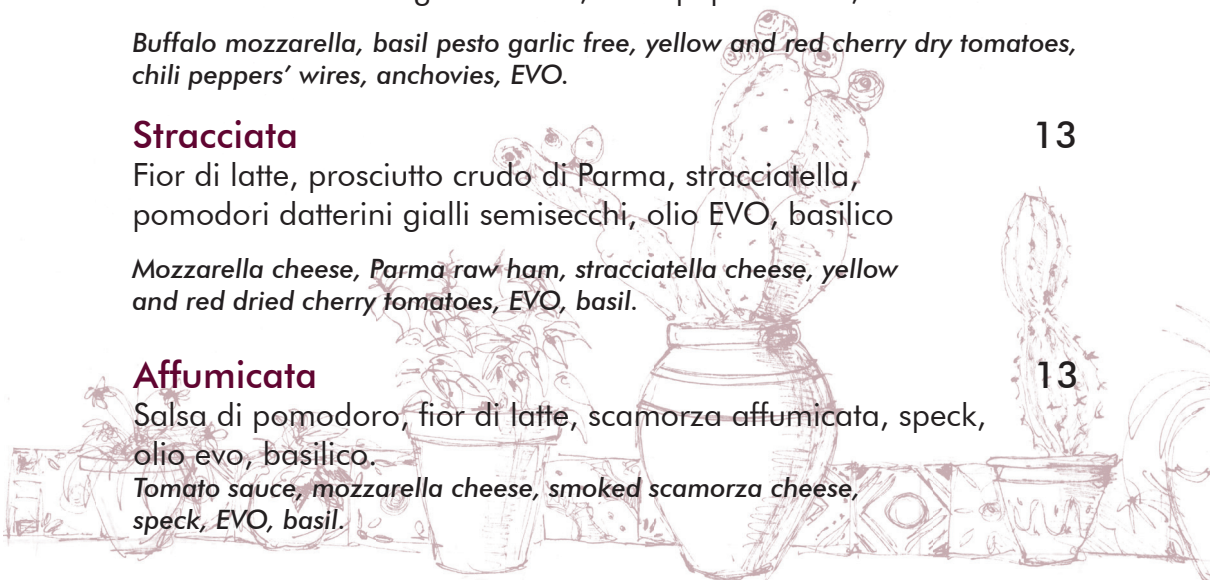 Buffalo mozzarella, basil pesto garlic free, yellow and red cherry dry tomatoes,
chili peppers’ wires, anchovies, EVO.
Stracciata 13
Fior di latte, prosciutto crudo di Parma, stracciatella,
pomodori datterini gialli semisecchi, olio EVO, basilico
Mozzarella cheese, Parma raw ham, stracciatella cheese, yellow
and red dried cherry tomatoes, EVO, basil.
Affumicata 13
Salsa di pomodoro, fior di latte, scamorza affumicata, speck,
olio evo, basilico.
Tomato sauce, mozzarella cheese, smoked scamorza cheese,
speck, EVO, basil.